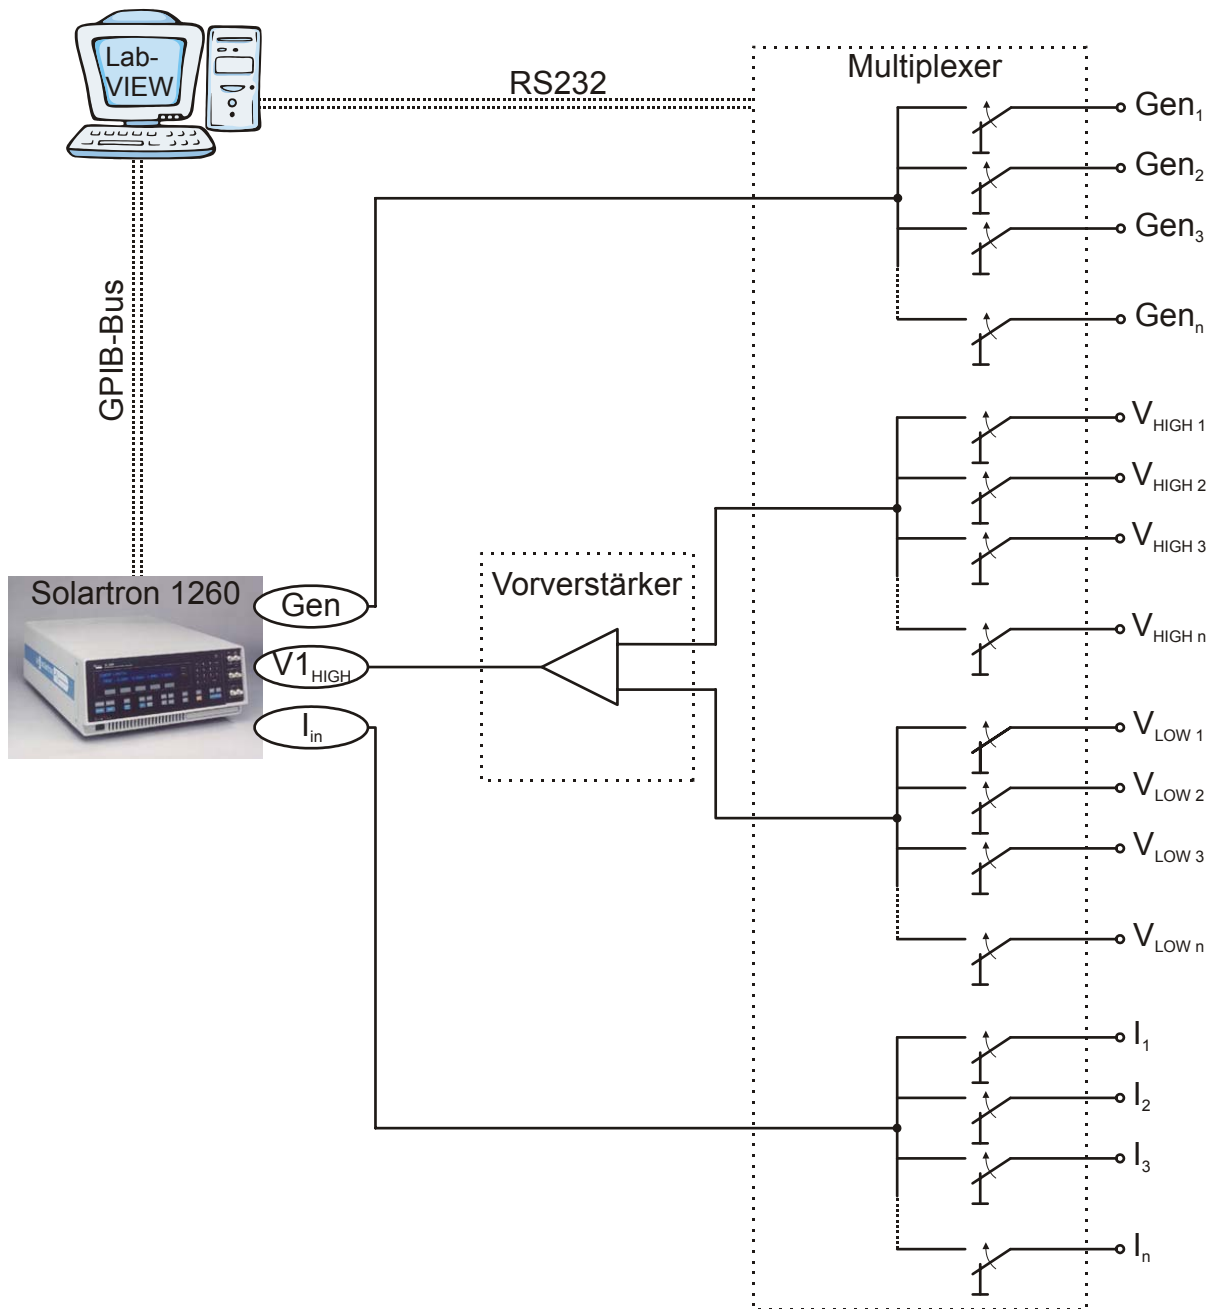 Lab-
VIEW
RS232
Multiplexer
Gen1
Gen2
Gen3
Genn
GPIB-Bus
VHIGH 1
VHIGH 2
VHIGH 3
VHIGH n
Solartron 1260
Gen
V1HIGH
Iin
Vorverstärker
VLOW 1
VLOW 2
VLOW 3
VLOW n
I1
I2
I3
In